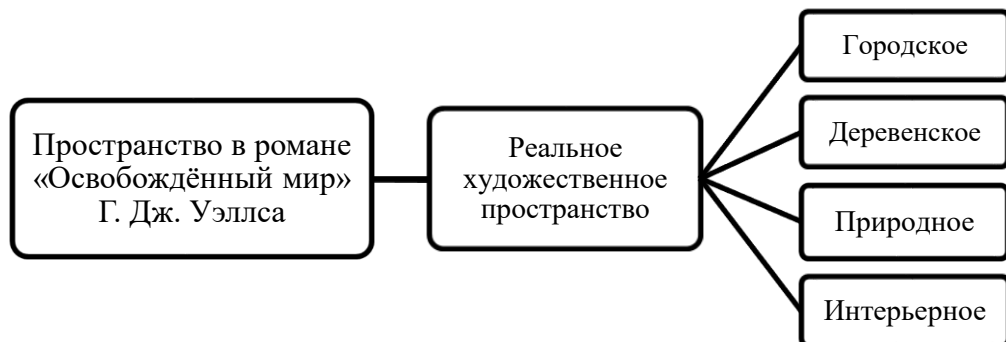 Пространство в романе
«Освобождённый мир»
Г. Дж. Уэллса
Реальное
художественное
пространство
Городское
Деревенское
Природное
Интерьерное